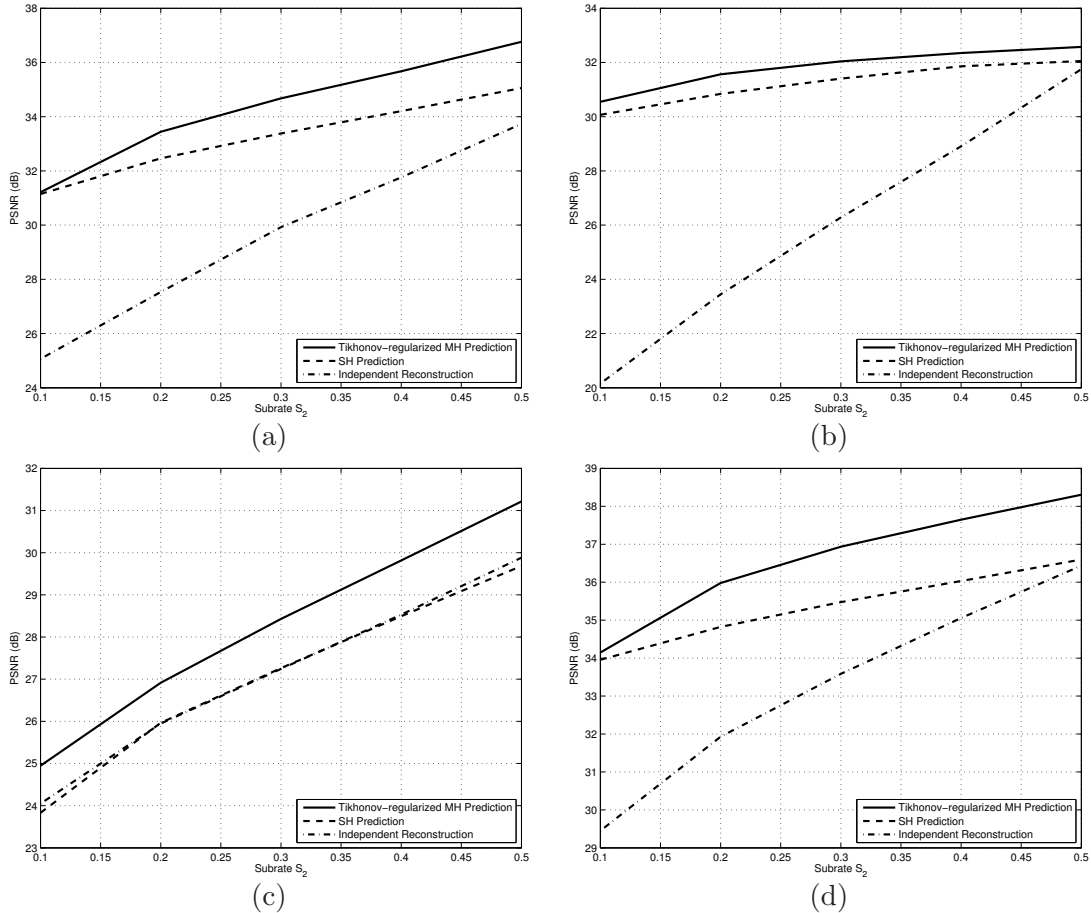 38
36
34
32
30
28
26
24
PSNR (dB)
0.1 0.15 0.2 0.25 0.3 0.35 0.4 0.45 0.5
Subrate S2
Tikhonov-regularized MH Prediction
SH Prediction
Independent Reconstruction
(a)
34
32
30
28
26
24
22
20
PSNR (dB)
0.1 0.15 0.2 0.25 0.3 0.35 0.4 0.45 0.5
Subrate S2
Tikhonov-regularized MH Prediction
SH Prediction
Independent Reconstruction
(b)
32
31
30
29
28
27
26
25
24
23
PSNR (dB)
0.1 0.15 0.2 0.25 0.3 0.35 0.4 0.45 0.5
Subrate S2
Tikhonov-regularized MH Prediction
SH Prediction
Independent Reconstruction
(c)
39
38
37
36
35
34
33
32
31
30
29
PSNR (dB)
0.1 0.15 0.2 0.25 0.3 0.35 0.4 0.45 0.5
Subrate S2
Tikhonov-regularized MH Prediction
SH Prediction
Independent Reconstruction
(d)